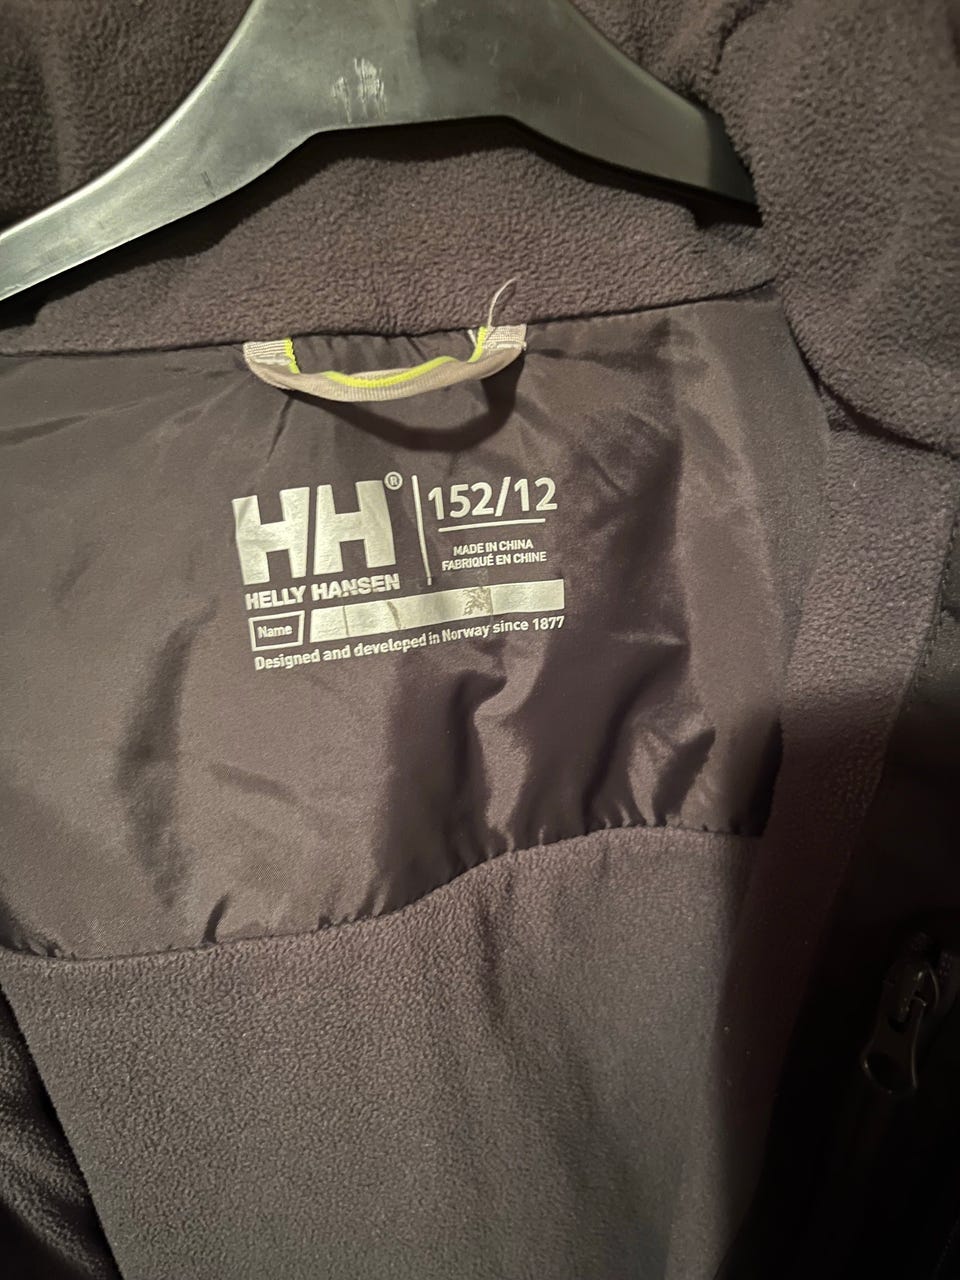 HH®
HELLY HANSEN
152/12
MADE IN CHINA
FABRIQUÉ EN CHINE
Name
Designed and developed in Norway since 1877